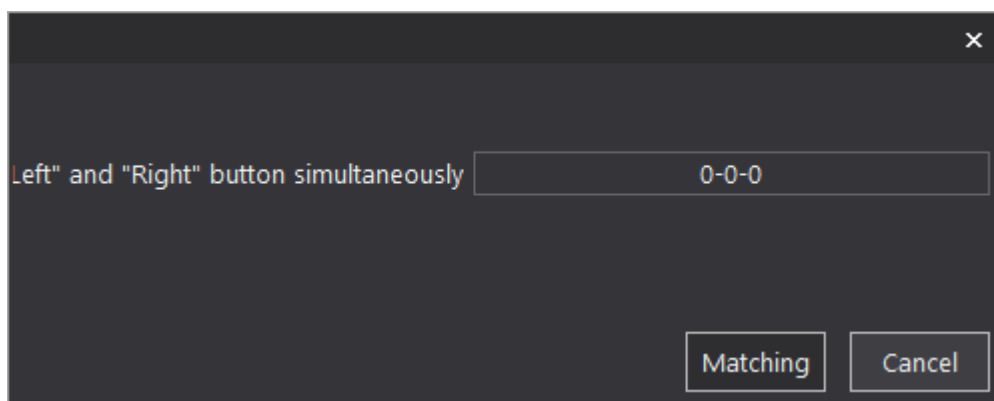 Left" and "Right" button simultaneously 0-0-0
Matching Cancel